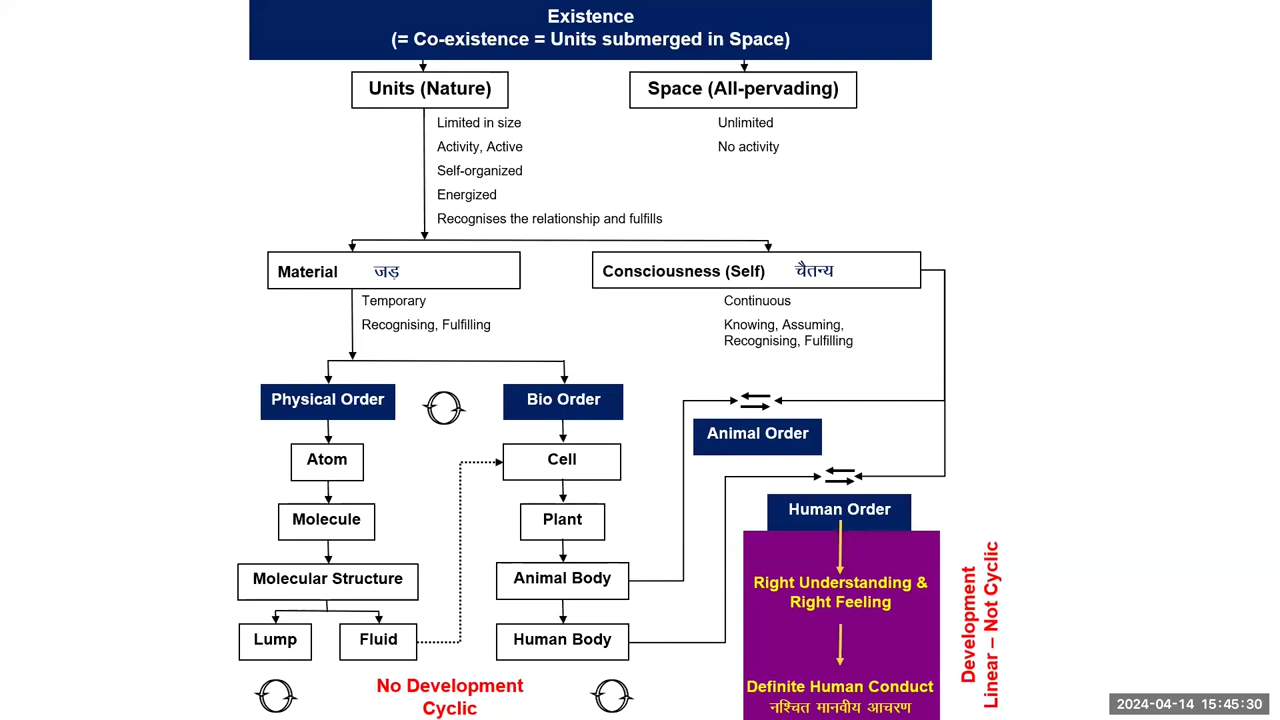 Existence
(= Co-existence = Units submerged in Space)
Units (Nature)
Space (All-pervading)
Limited in size
Activity, Active
Self-organized
Energized
Recognises the relationship and fulfills
Unlimited
No activity
Material जड़
Consciousness (Self) चैतन्य
Temporary
Recognising, Fulfilling
Continuous
Knowing, Assuming,
Recognising, Fulfilling
Physical Order
Bio Order
Animal Order
Atom
Cell
Human Order
Molecule
Plant
Molecular Structure
Animal Body
Right Understanding &
Right Feeling
Lump
Fluid
Human Body
No Development
Cyclic
Definite Human Conduct
निश्चित मानवीय आचरण
Development
Linear – Not Cyclic
2024-04-14 15:45:30